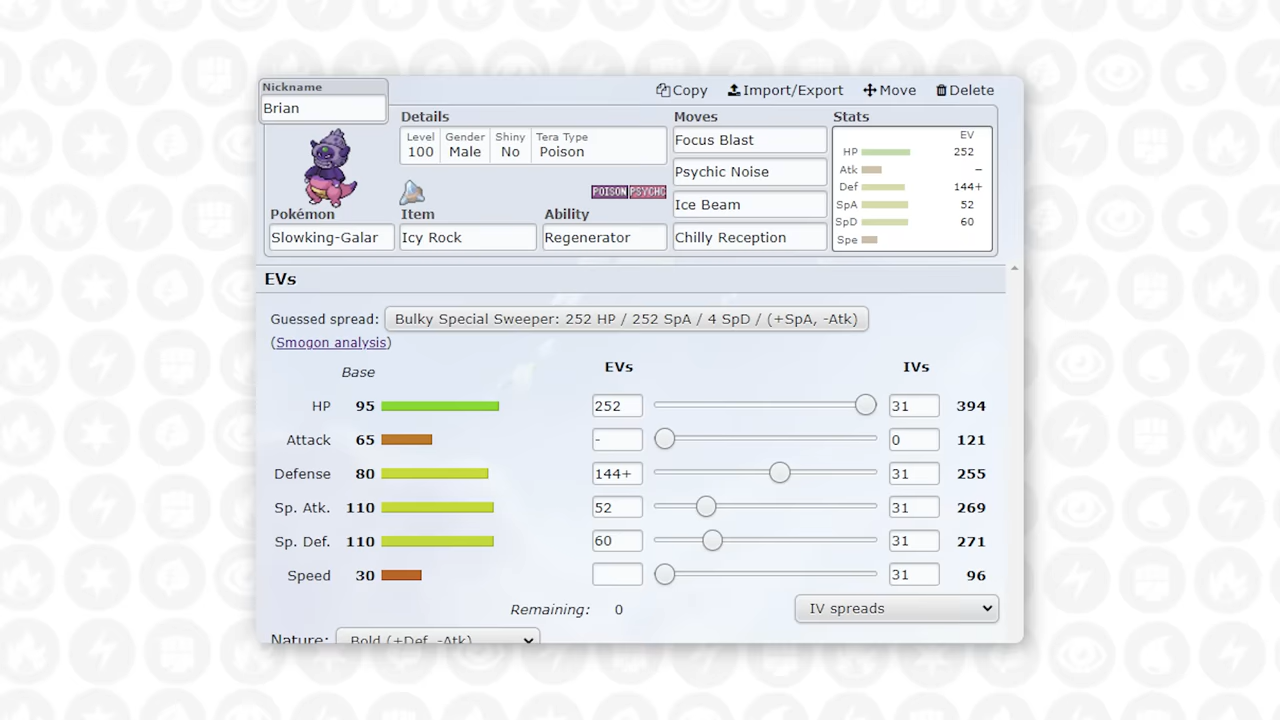 Nickname
Brian
Copy Import/Export Move Delete
Details
Level Gender Shiny Tera Type
100 Male No Poison
POISON PSYCHC
Pokémon Item Ability
Slowking-Galar Icy Rock Regenerator
Moves
Focus Blast
Psychic Noise
Ice Beam
Chilly Reception
Stats
EV
HP 252
Atk –
Def 144+
SpA 52
SpD 60
Spe
EVs
Guessed spread: Bulky Special Sweeper: 252 HP / 252 SpA / 4 SpD / (+SpA, -Atk)
(Smogon analysis)
Base EVs IVs
HP 95 252 31 394
Attack 65 - 0 121
Defense 80 144+ 31 255
Sp. Atk. 110 52 31 269
Sp. Def. 110 60 31 271
Speed 30 31 96
Remaining: 0 IV spreads
Nature: Bold (+Def, -Atk)